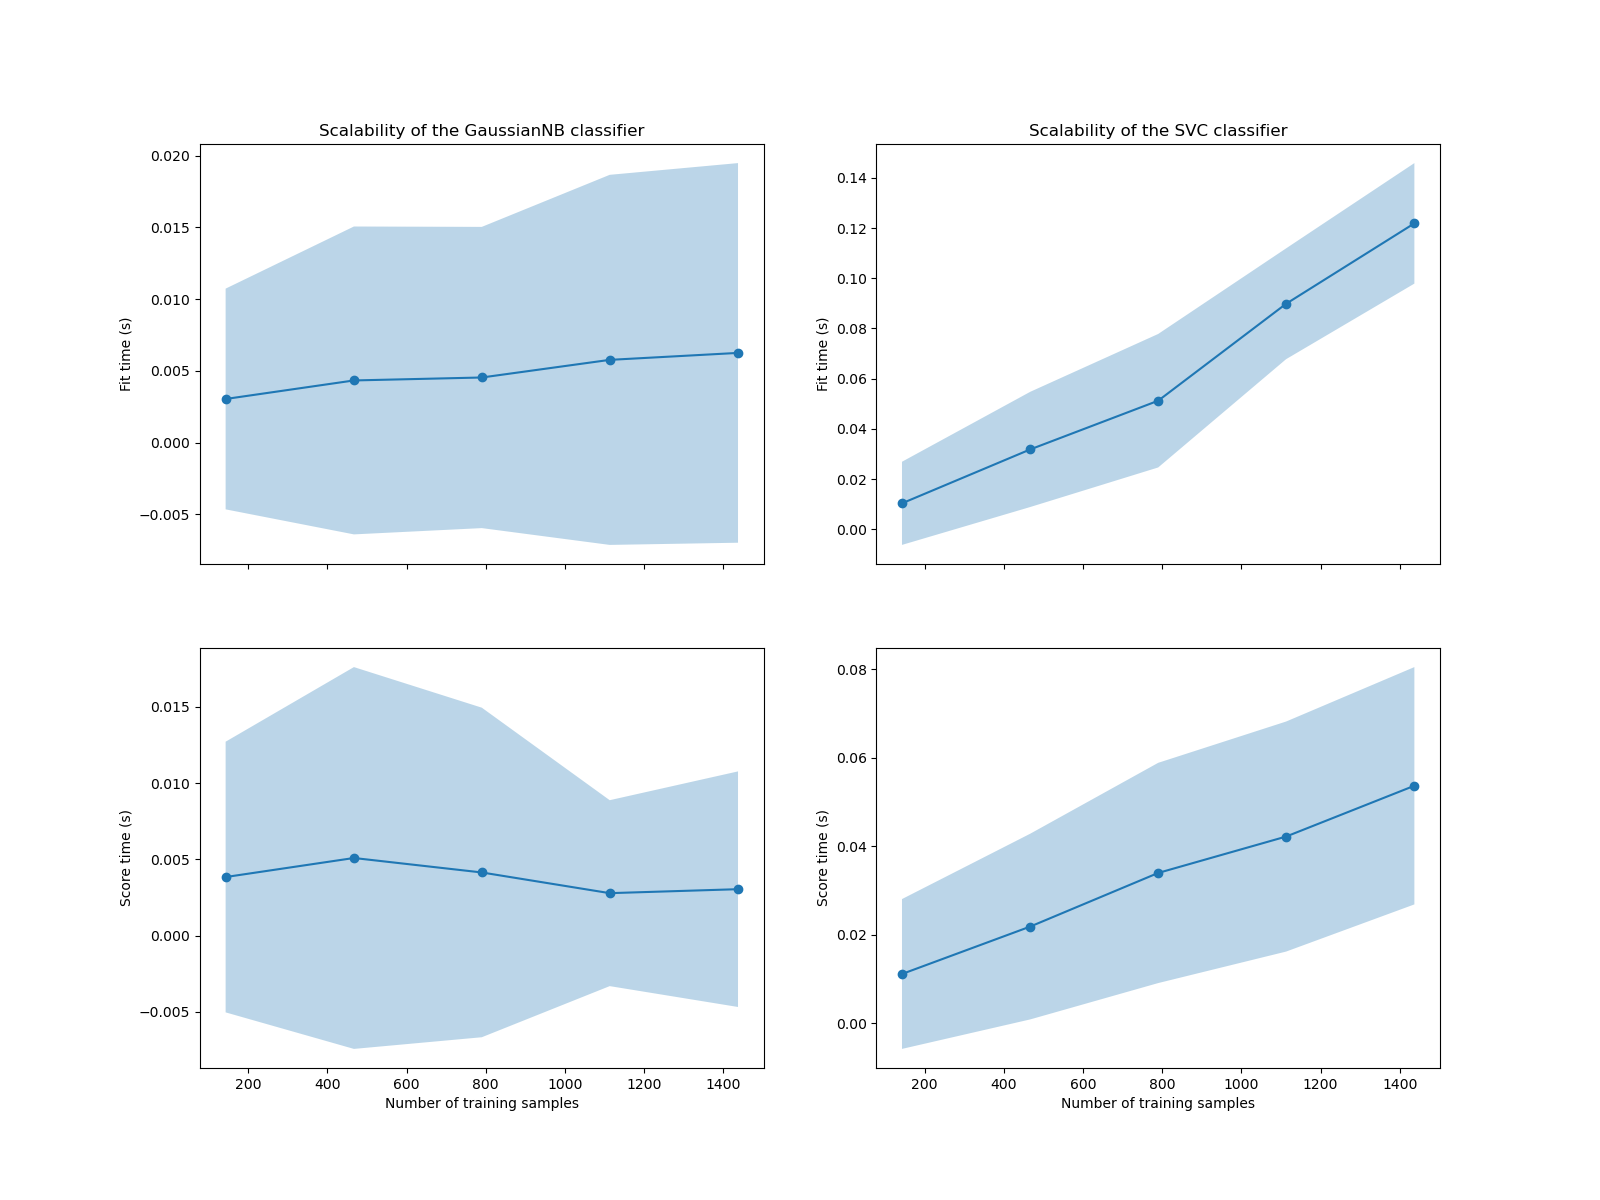 Scalability of the GaussianNB classifier
Scalability of the SVC classifier
0.020
0.015
0.010
0.005
0.000
−0.005
Fit time (s)
0.14
0.12
0.10
0.08
0.06
0.04
0.02
0.00
Fit time (s)
0.015
0.010
0.005
0.000
−0.005
Score time (s)
200 400 600 800 1000 1200 1400
Number of training samples
0.08
0.06
0.04
0.02
0.00
Score time (s)
200 400 600 800 1000 1200 1400
Number of training samples